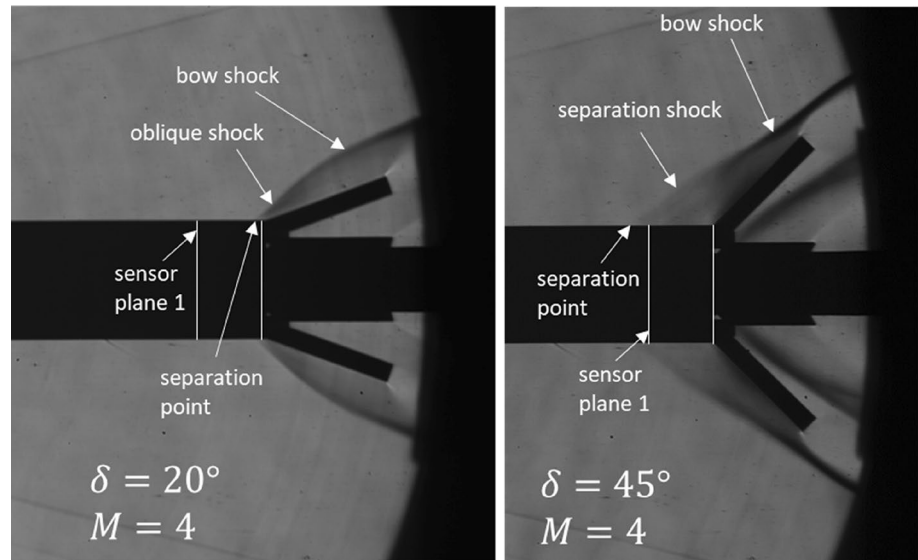 bow shock
oblique shock
sensor
plane 1
separation
point
δ = 20°
M = 4
bow shock
separation shock
separation
point
sensor
plane 1
δ = 45°
M = 4